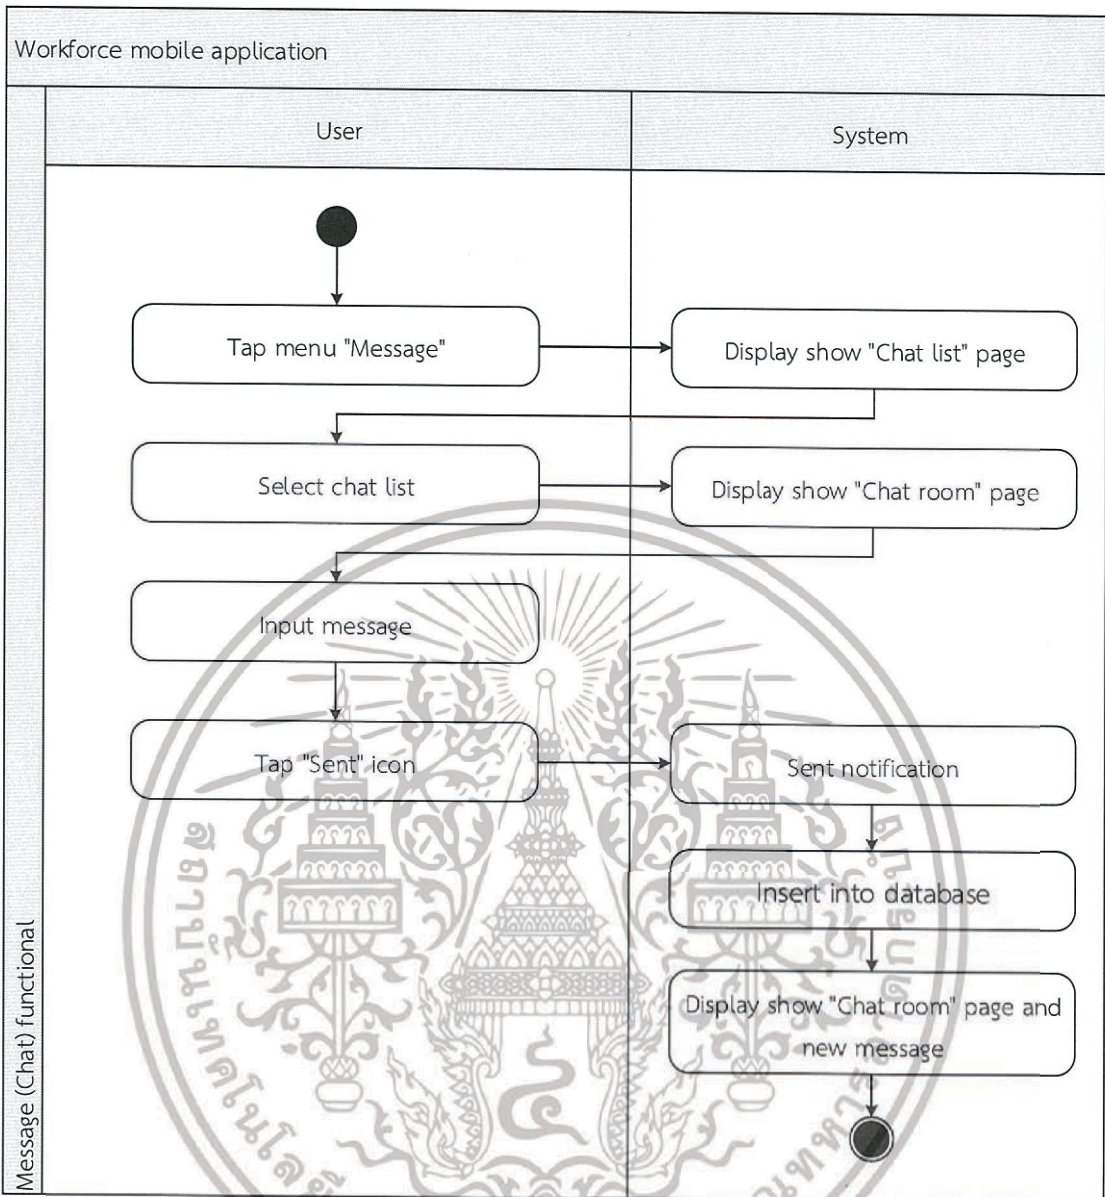 Workforce mobile application
User
System
Message (Chat) functional
Tap menu "Message"
Display show "Chat list" page
Select chat list
Display show "Chat room" page
Input message
Tap "Sent" icon
Sent notification
Insert into database
Display show "Chat room" page and
new message